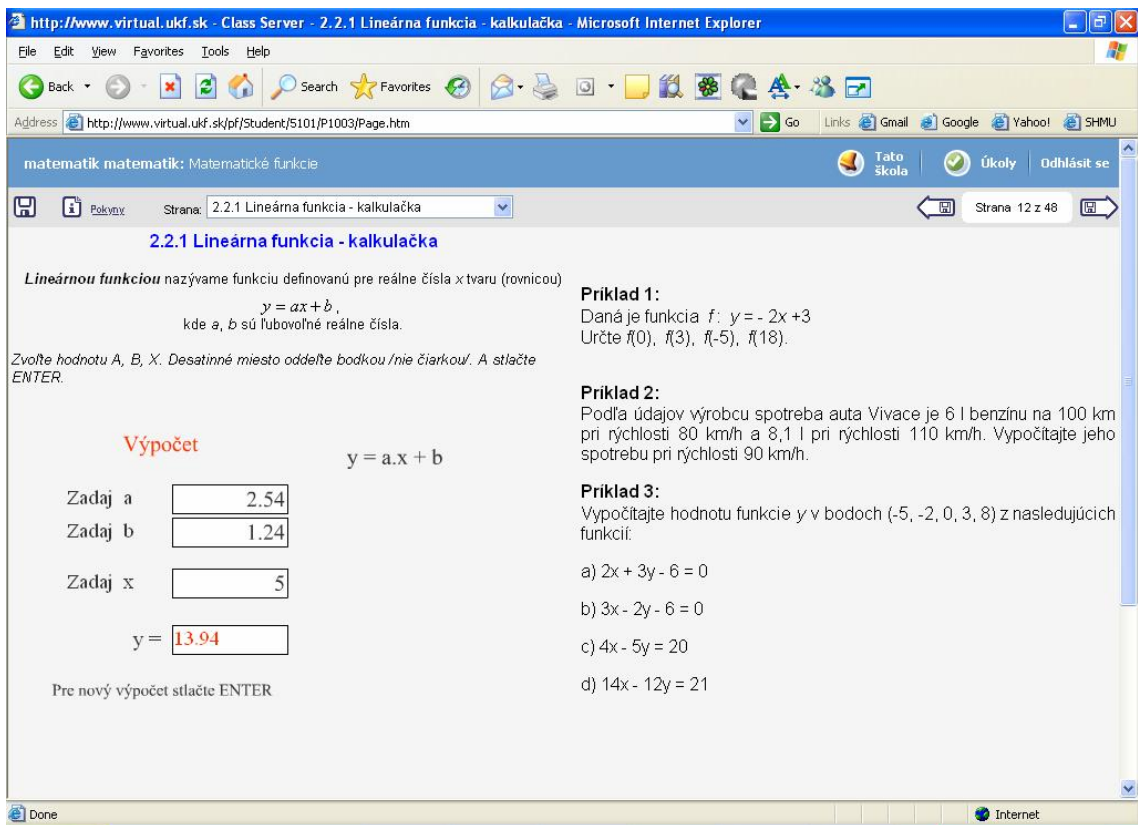 http://www.virtual.ukf.sk - Class Server - 2.2.1 Lineárna funkcia - kalkulačka - Microsoft Internet Explorer
File Edit View Favorites Tools Help
Back Search Favorites
Address http://www.virtual.ukf.sk/pf/Student/5101/P1003/Page.htm Go Links Gmail Google Yahoo! SHMU
matematik matematik: Matematické funkcie Tato škola Úkoly Odhlásit se
Pokyny Strana: 2.2.1 Lineárna funkcia - kalkulačka Strana 12 z 48
2.2.1 Lineárna funkcia - kalkulačka
Lineárnou funkciou nazývame funkciu definovanú pre reálne čísla x tvaru (rovnicou)
y = ax + b ,
kde a, b sú ľubovoľné reálne čísla.
Zvoľte hodnotu A, B, X. Desatinné miesto oddeľte bodkou /nie čiarkou/. A stlačte
ENTER.
Výpočet
y = a.x + b
Zadaj a 2.54
Zadaj b 1.24
Zadaj x 5
y = 13.94
Pre nový výpočet stlačte ENTER
Príklad 1:
Daná je funkcia f: y = - 2x +3
Určte f(0), f(3), f(-5), f(18).
Príklad 2:
Podľa údajov výrobcu spotreba auta Vivace je 6 l benzínu na 100 km
pri rýchlosti 80 km/h a 8,1 l pri rýchlosti 110 km/h. Vypočítajte jeho
spotrebu pri rýchlosti 90 km/h.
Príklad 3:
Vypočítajte hodnotu funkcie y v bodoch (-5, -2, 0, 3, 8) z nasledujúcich
funkcií:
a) 2x + 3y - 6 = 0
b) 3x - 2y - 6 = 0
c) 4x - 5y = 20
d) 14x - 12y = 21
Done Internet